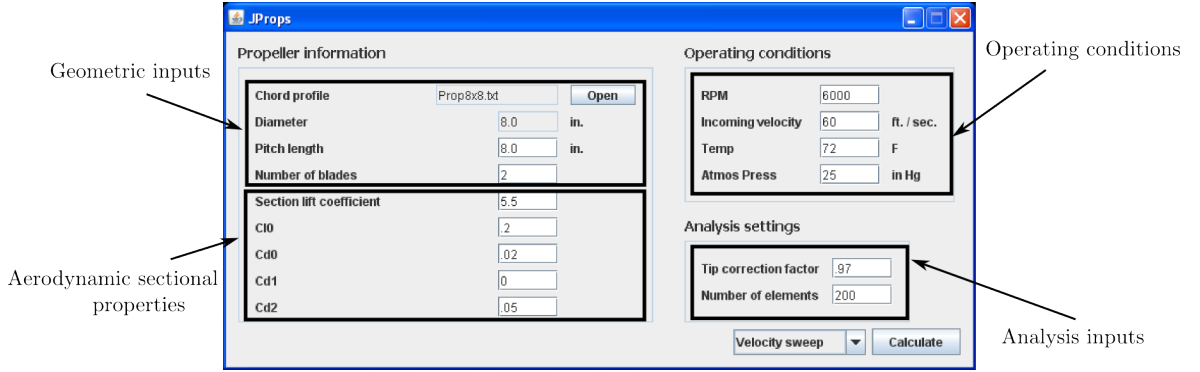 JProps
Propeller information
Chord profile Prop8x8.txt Open
Diameter 8.0 in.
Pitch length 8.0 in.
Number of blades 2
Section lift coefficient 5.5
Cl0 .2
Cd0 .02
Cd1 0
Cd2 .05
Operating conditions
RPM 6000
Incoming velocity 60 ft. / sec.
Temp 72 F
Atmos Press 25 in Hg
Analysis settings
Tip correction factor .97
Number of elements 200
Velocity sweep Calculate
Geometric inputs
Aerodynamic sectional
properties
Operating conditions
Analysis inputs